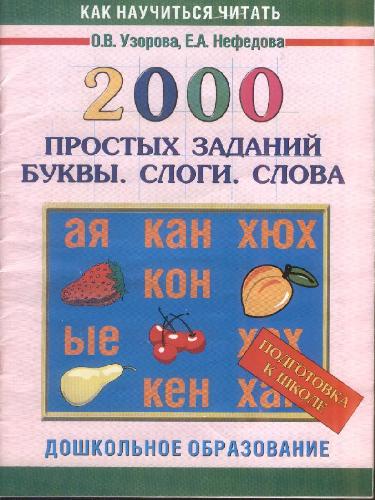 КАК НАУЧИТЬСЯ ЧИТАТЬ
О.В. Узорова, Е.А. Нефедова
2000
ПРОСТЫХ ЗАДАНИЙ
БУКВЫ. СЛОГИ. СЛОВА
ая кан хюх
кон
ые хех
кен
ПОДГОТОВКА
К ШКОЛЕ
ДОШКОЛЬНОЕ ОБРАЗОВАНИЕ